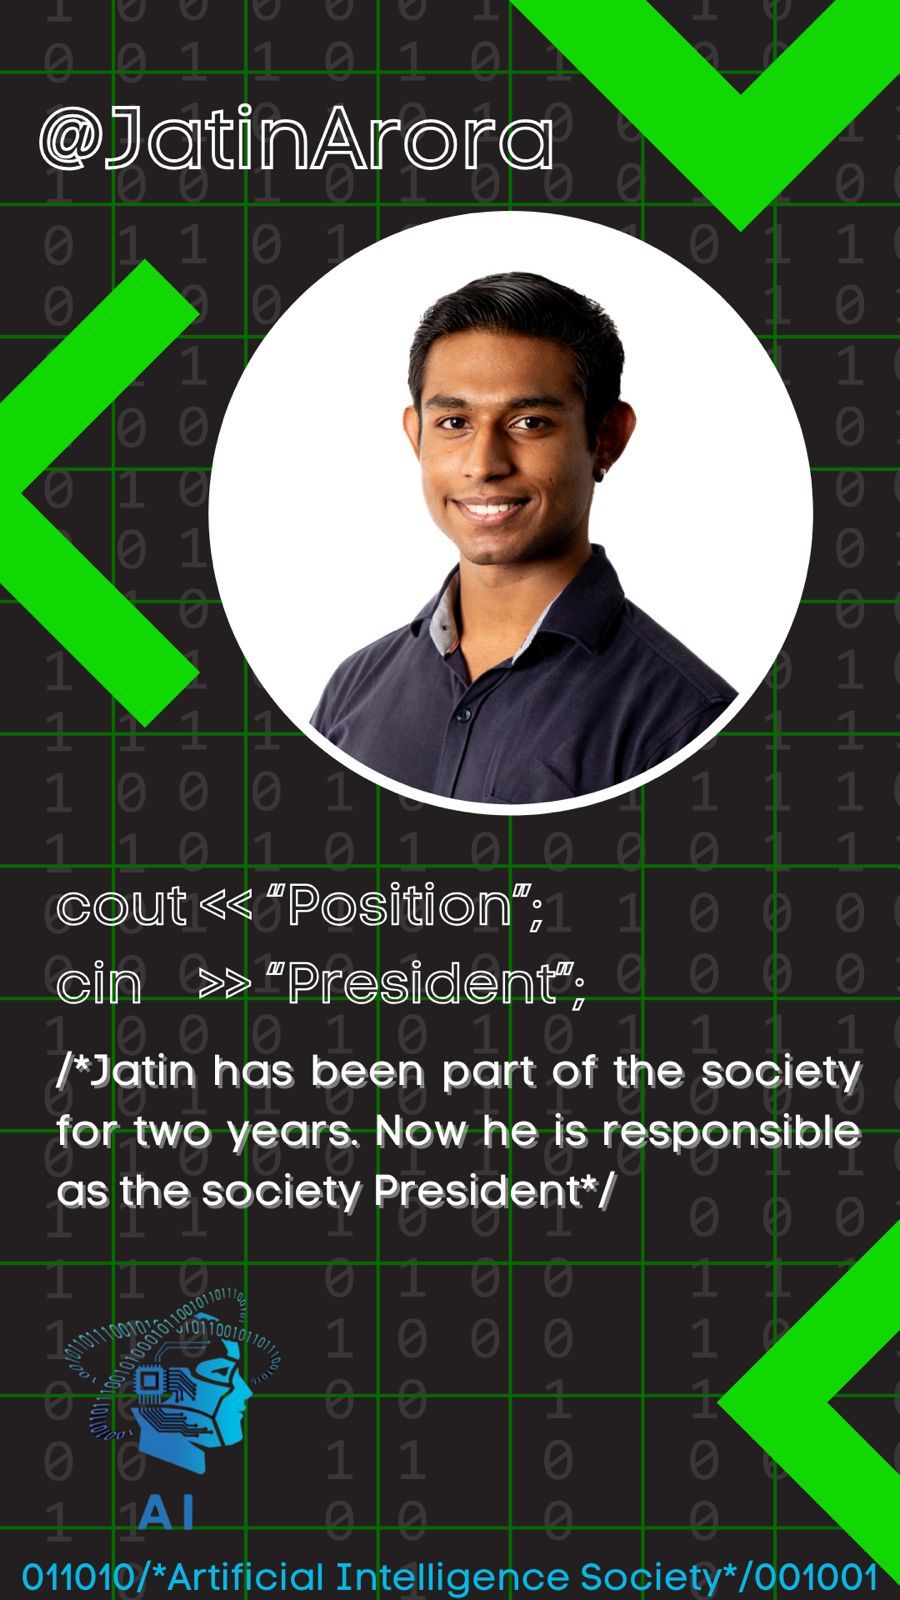 @JatinArora
cout << "Position";
cin >> "President";
/*Jatin has been part of the society
for two years. Now he is responsible
as the society President*/
AI
011010/*Artificial Intelligence Society*/001001